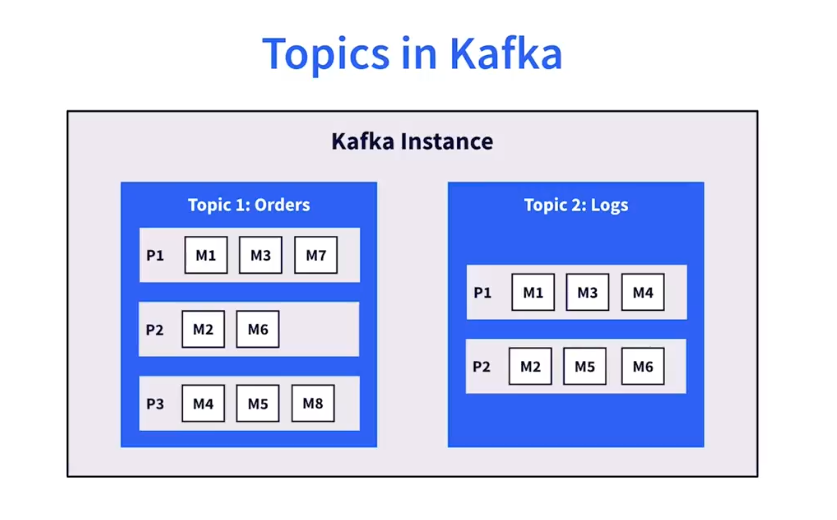 Topics in Kafka
Kafka Instance
Topic 1: Orders
P1 M1 M3 M7
P2 M2 M6
P3 M4 M5 M8
Topic 2: Logs
P1 M1 M3 M4
P2 M2 M5 M6